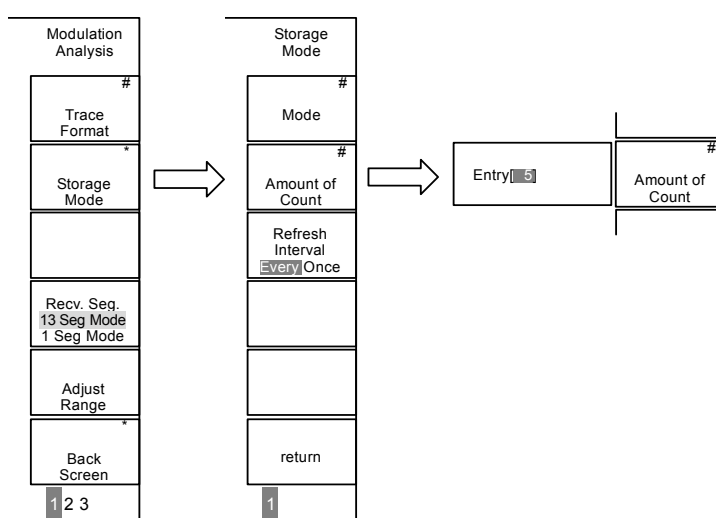 Modulation
Analysis
#
Trace
Format
*
Storage
Mode
Recv. Seg.
13 Seg Mode
1 Seg Mode
Adjust
Range
*
Back
Screen
1 2 3
Storage
Mode
#
Mode
#
Amount of
Count
Refresh
Interval
Every Once
return
1
Entry[ 5]
#
Amount of
Count